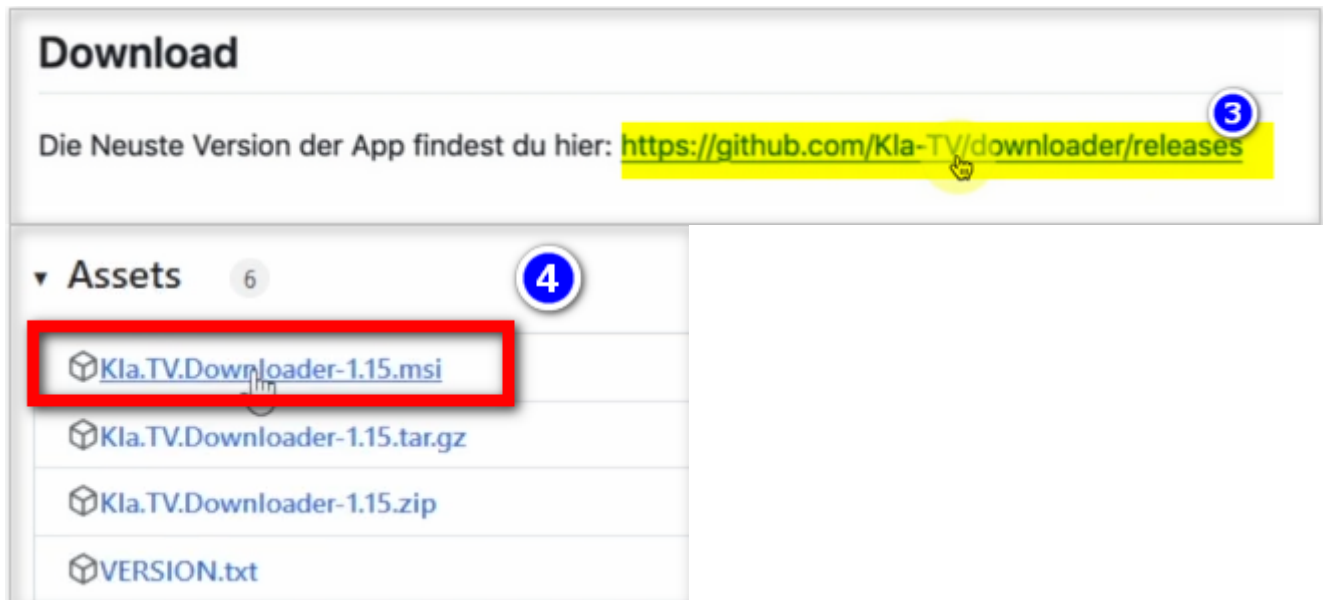 Download
Die Neuste Version der App findest du hier: https://github.com/Kla-TV/downloader/releases
3
Assets 6
4
Kla.TV.Downloader-1.15.msi
Kla.TV.Downloader-1.15.tar.gz
Kla.TV.Downloader-1.15.zip
VERSION.txt